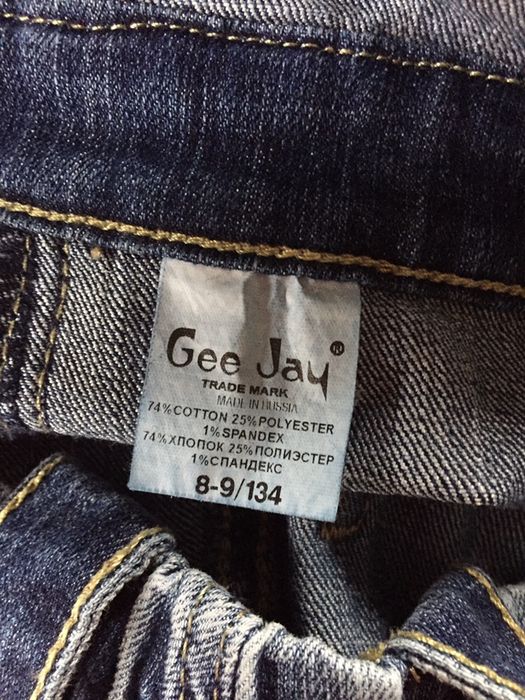 Gee Jay®
TRADE MARK
MADE IN RUSSIA
74%COTTON 25%POLYESTER
1%SPANDEX
74%ХЛОПОК 25%ПОЛИЭСТЕР
1%СПАНДЕКС
8-9/134